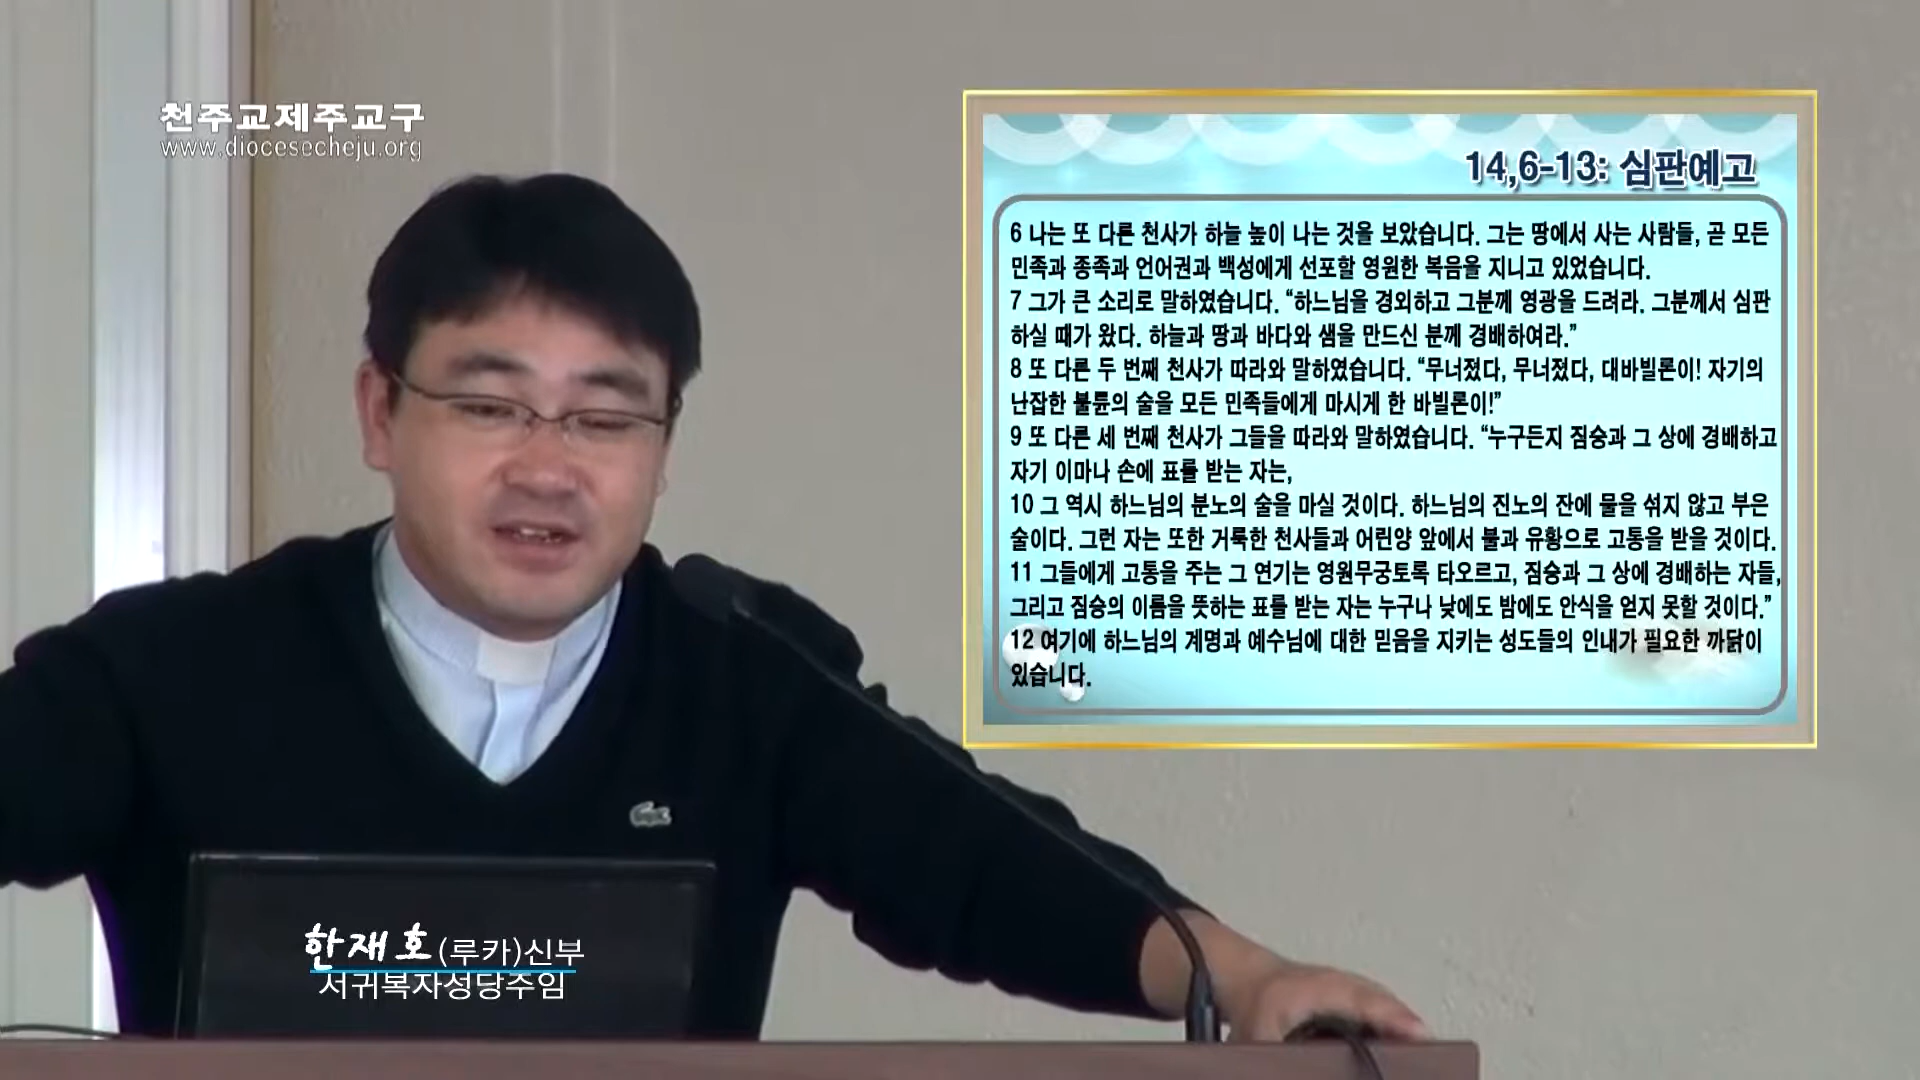 천주교제주교구
www.diocesecheju.org
14,6-13: 심판예고
6 나는 또 다른 천사가 하늘 높이 나는 것을 보았습니다. 그는 땅에서 사는 사람들, 곧 모든
민족과 종족과 언어권과 백성에게 선포할 영원한 복음을 지니고 있었습니다.
7 그가 큰 소리로 말하였습니다. “하느님을 경외하고 그분께 영광을 드려라. 그분께서 심판
하실 때가 왔다. 하늘과 땅과 바다와 샘을 만드신 분께 경배하여라.”
8 또 다른 두 번째 천사가 따라와 말하였습니다. “무너졌다, 무너졌다, 대바빌론이! 자기의
난잡한 불륜의 술을 모든 민족들에게 마시게 한 바빌론이!”
9 또 다른 세 번째 천사가 그들을 따라와 말하였습니다. “누구든지 짐승과 그 상에 경배하고
자기 이마나 손에 표를 받는 자는,
10 그 역시 하느님의 분노의 술을 마실 것이다. 하느님의 진노의 잔에 물을 섞지 않고 부은
술이다. 그런 자는 또한 거룩한 천사들과 어린양 앞에서 불과 유황으로 고통을 받을 것이다.
11 그들에게 고통을 주는 그 연기는 영원무궁토록 타오르고, 짐승과 그 상에 경배하는 자들,
그리고 짐승의 이름을 뜻하는 표를 받는 자는 누구나 낮에도 밤에도 안식을 얻지 못할 것이다.”
12 여기에 하느님의 계명과 예수님에 대한 믿음을 지키는 성도들의 인내가 필요한 까닭이
있습니다.
한재호(루카)신부
서귀복자성당주임